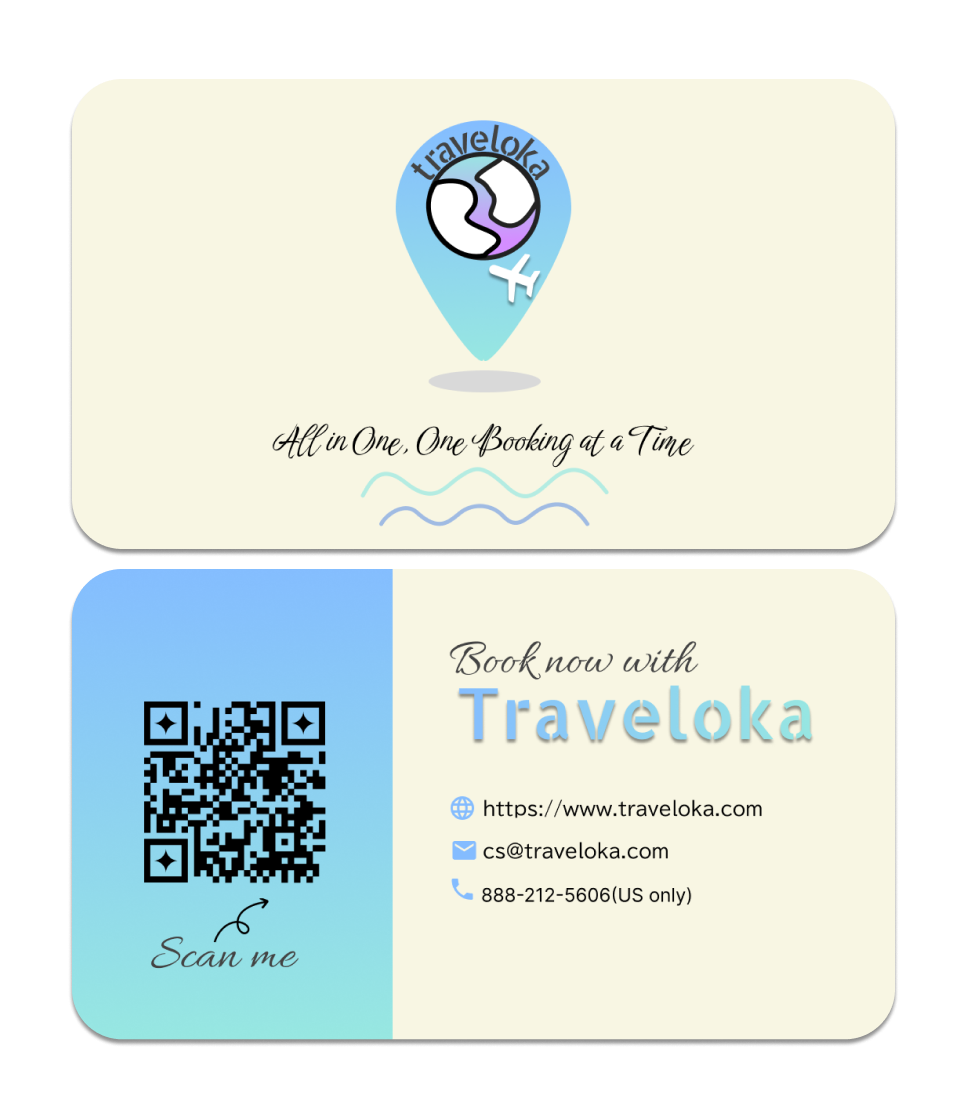 traveloka
All in One, One Booking at a Time
Book now with
Traveloka
https://www.traveloka.com
cs@traveloka.com
888-212-5606(US only)
Scan me